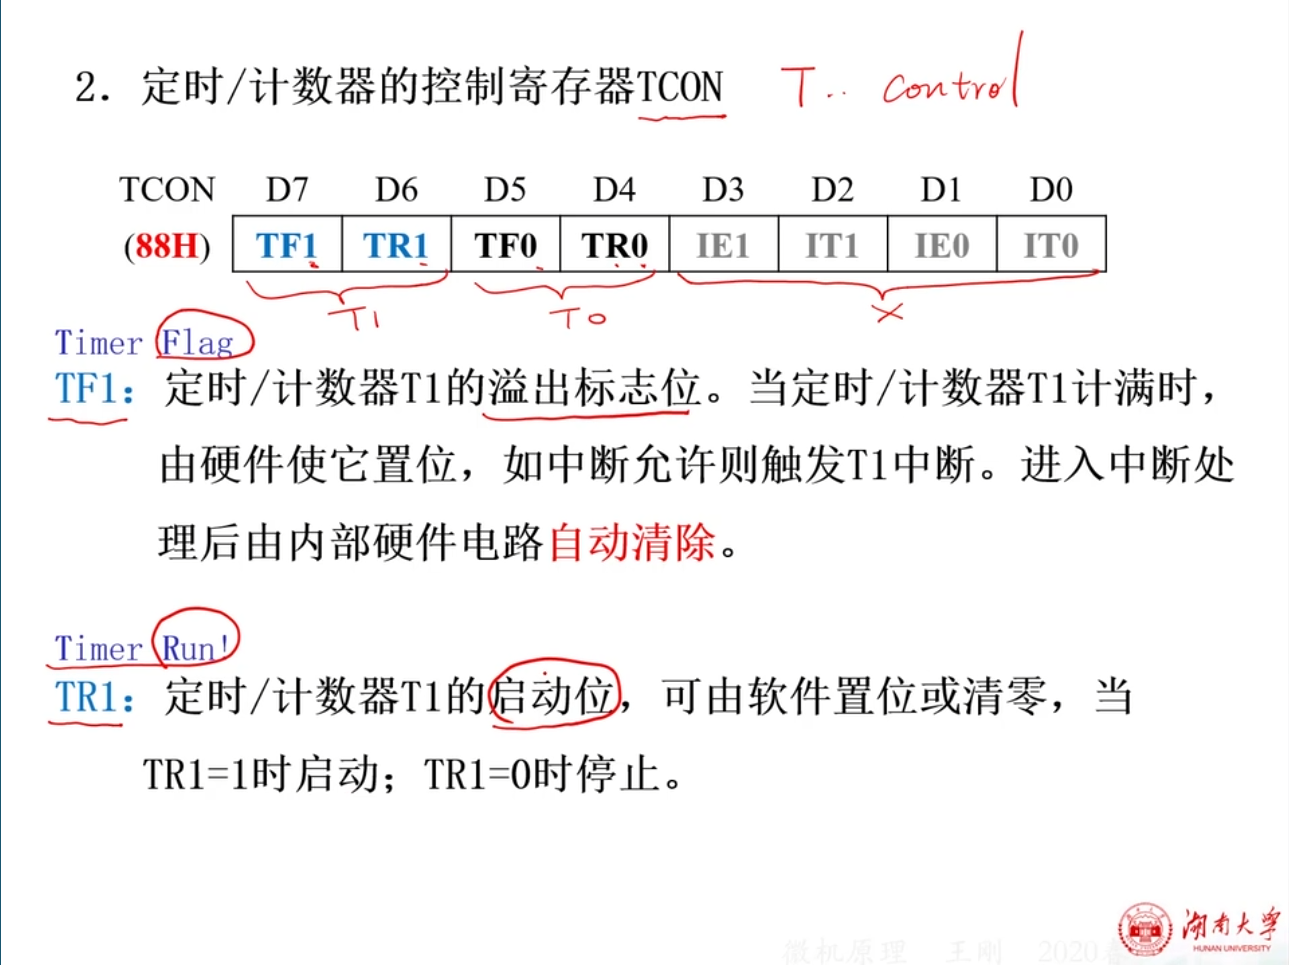 2. 定时/计数器的控制寄存器TCON T.. control
TCON D7 D6 D5 D4 D3 D2 D1 D0
(88H) TF1 TR1 TF0 TR0 IE1 IT1 IE0 IT0
T1 T0 X
Timer Flag
TF1: 定时/计数器T1的溢出标志位。当定时/计数器T1计满时,
由硬件使它置位, 如中断允许则触发T1中断。进入中断处
理后由内部硬件电路自动清除。
Timer Run!
TR1: 定时/计数器T1的启动位, 可由软件置位或清零, 当
TR1=1时启动; TR1=0时停止。
湖南大学
HUNAN UNIVERSITY
微机原理 王刚 2020春